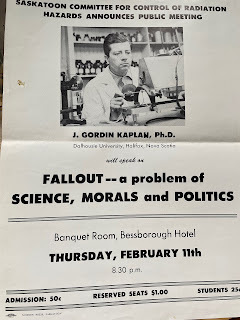 SASKATOON COMMITTEE FOR CONTROL OF RADIATION
HAZARDS ANNOUNCES PUBLIC MEETING
J. GORDIN KAPLAN, Ph.D.
Dalhousie University, Halifax, Nova Scotia
will speak on
FALLOUT--a problem of
SCIENCE, MORALS and POLITICS
Banquet Room, Bessborough Hotel
THURSDAY, FEBRUARY 11th
8:30 p.m.
ADMISSION: 50c RESERVED SEATS $1.00 STUDENTS 25c